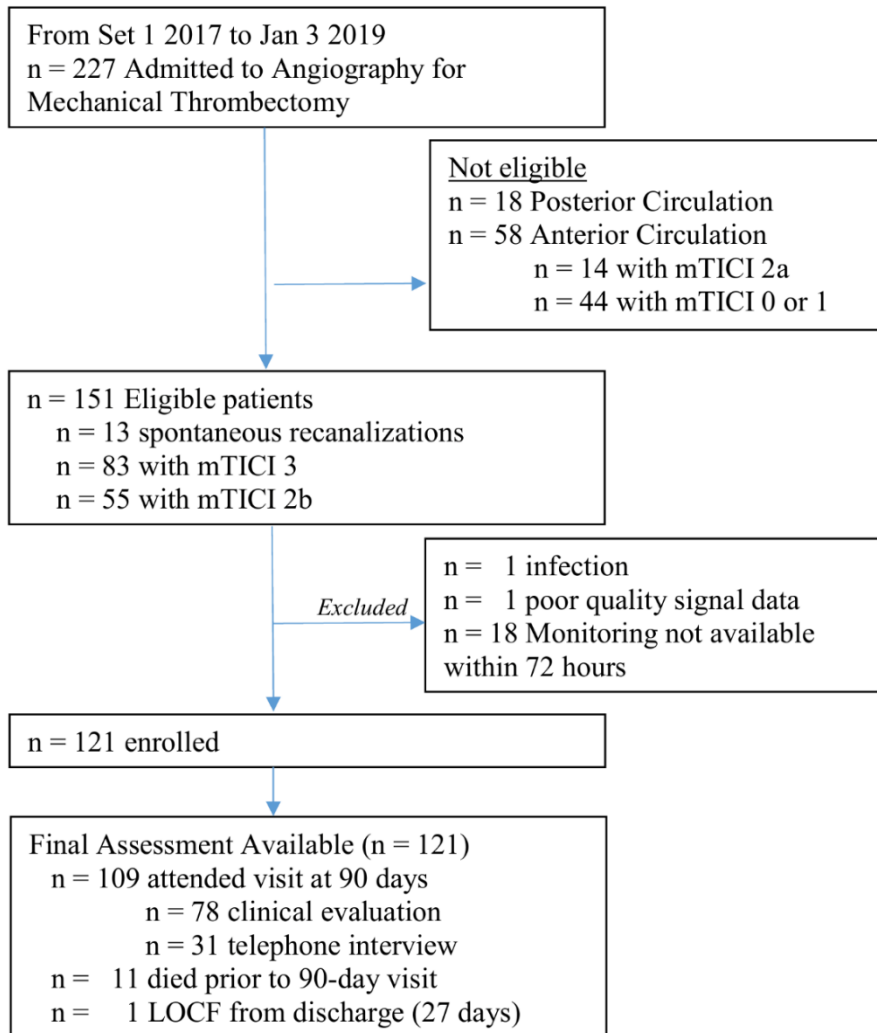 From Set 1 2017 to Jan 3 2019
n = 227 Admitted to Angiography for
Mechanical Thrombectomy
Not eligible
n = 18 Posterior Circulation
n = 58 Anterior Circulation
n = 14 with mTICI 2a
n = 44 with mTICI 0 or 1
n = 151 Eligible patients
n = 13 spontaneous recanalizations
n = 83 with mTICI 3
n = 55 with mTICI 2b
Excluded
n = 1 infection
n = 1 poor quality signal data
n = 18 Monitoring not available
within 72 hours
n = 121 enrolled
Final Assessment Available (n = 121)
n = 109 attended visit at 90 days
n = 78 clinical evaluation
n = 31 telephone interview
n = 11 died prior to 90-day visit
n = 1 LOCF from discharge (27 days)